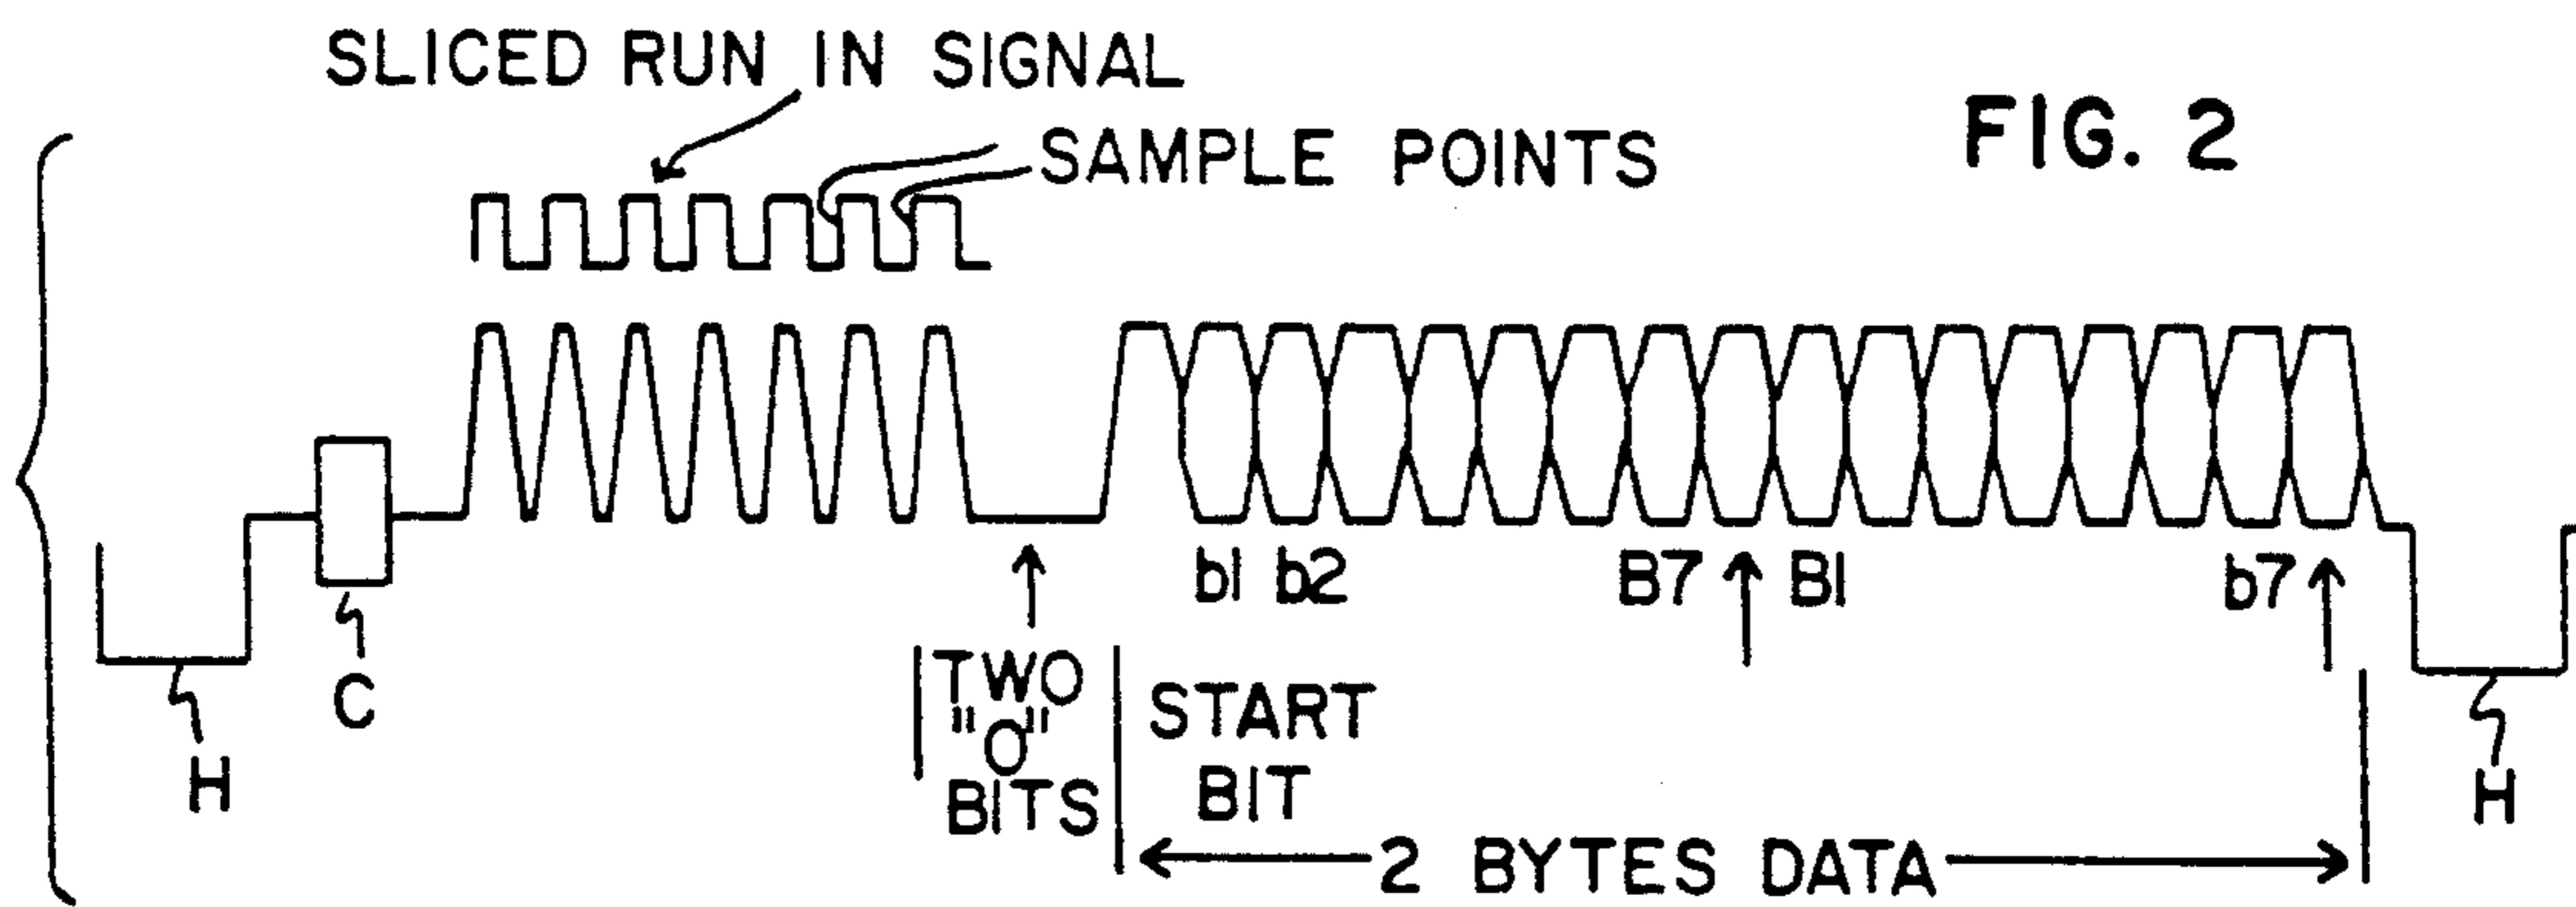 SLICED RUN IN SIGNAL
SAMPLE POINTS
FIG. 2
b1 b2 B7 B1 b7
C
H
TWO
"0"
BITS
START
BIT
H
2 BYTES DATA